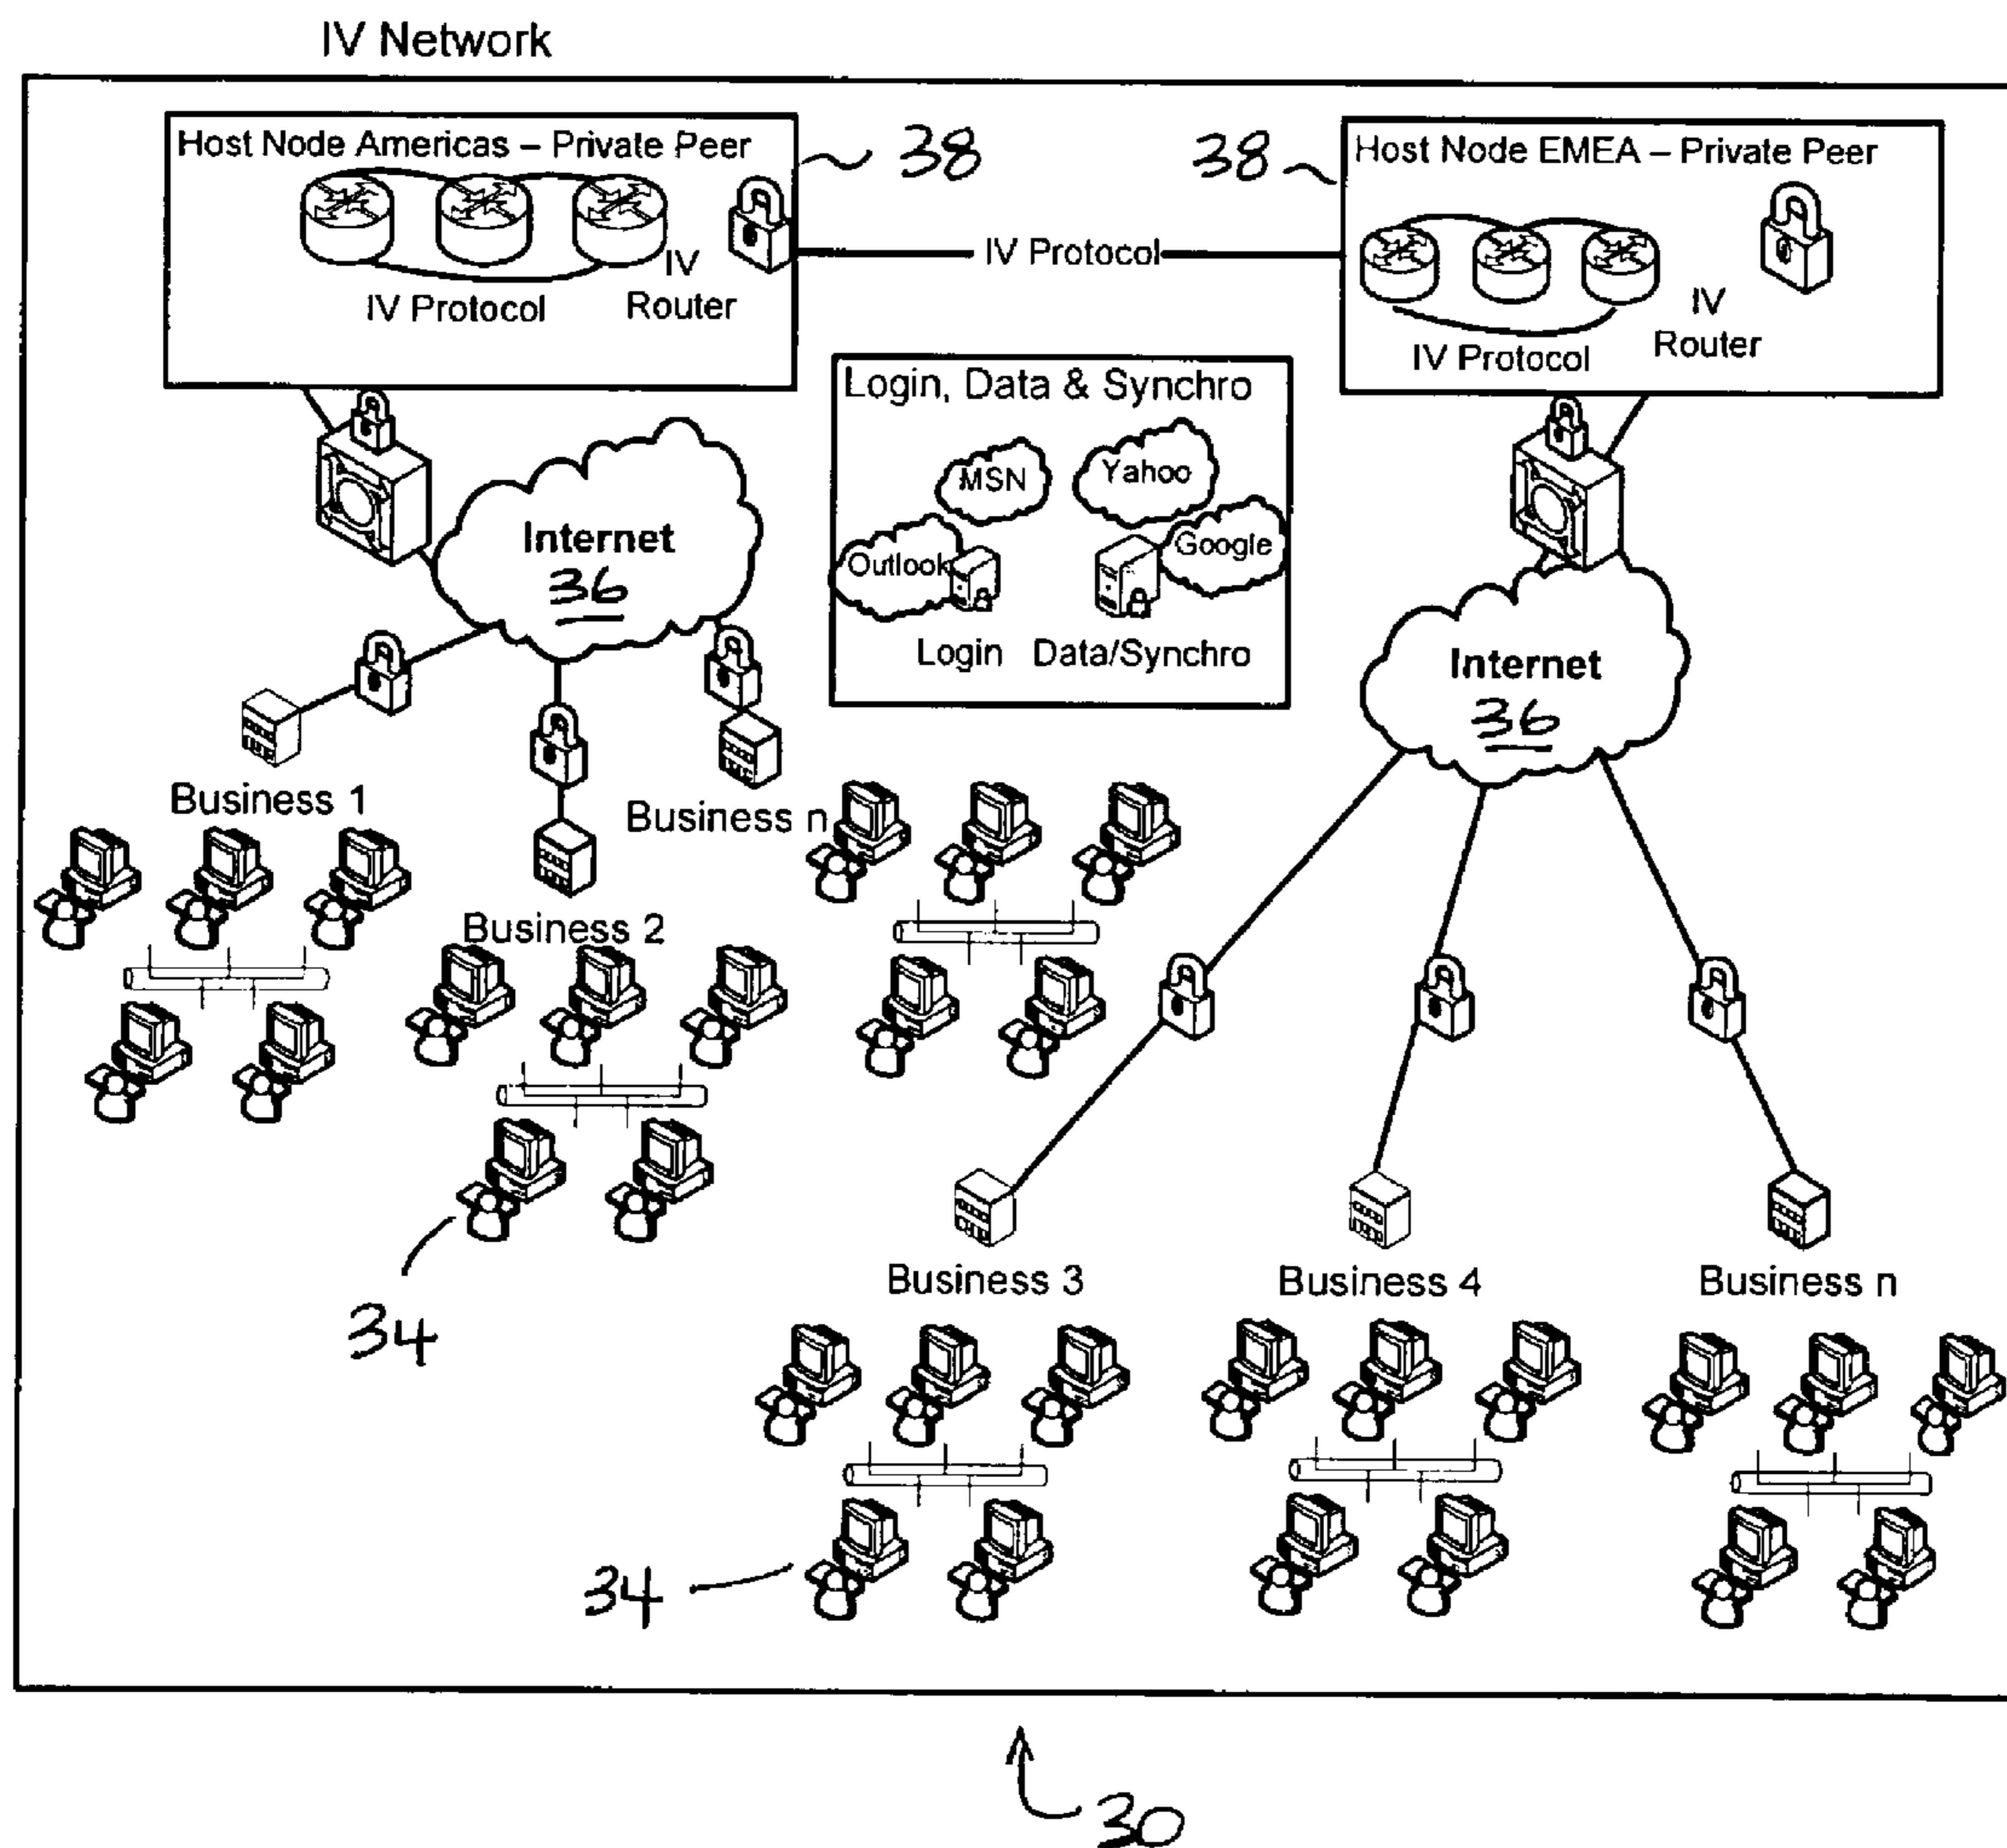 IV Network
Host Node Americas – Private Peer
38
38
Host Node EMEA – Private Peer
IV Protocol
IV
Router
IV Protocol
IV
Router
IV Protocol
Login, Data & Synchro
MSN
Yahoo
Outlook
Google
Login
Data/Synchro
Internet
36
Internet
36
Business 1
Business n
Business 2
34
Business 3
Business 4
Business n
34
30